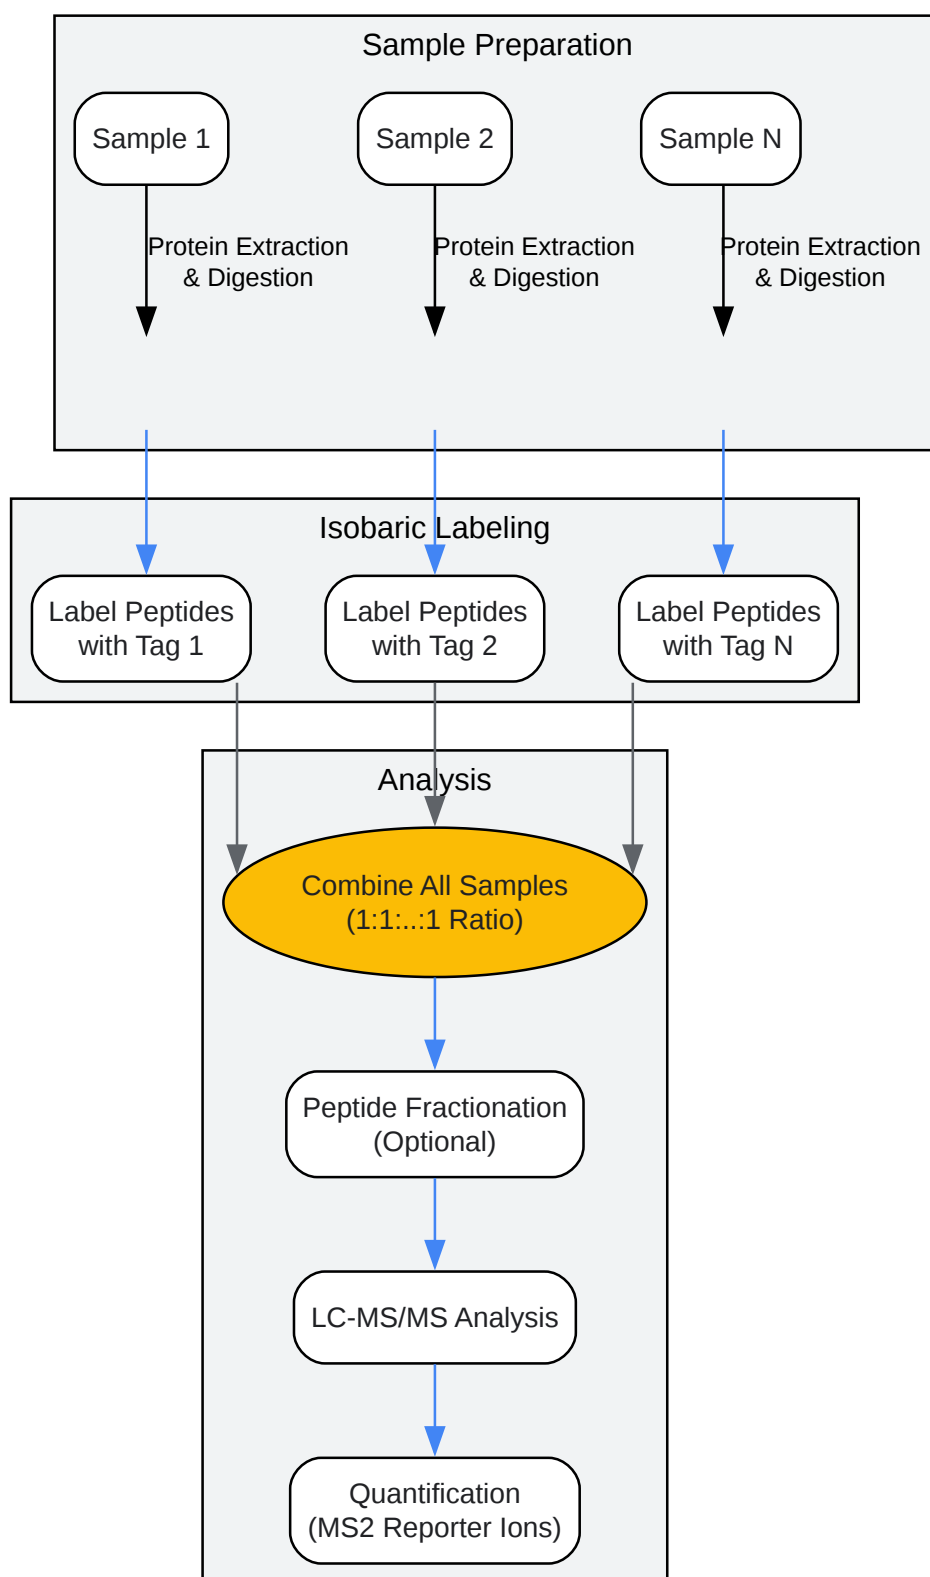 Sample Preparation
Sample 1
Sample 2
Sample N
Protein Extraction
& Digestion
Protein Extraction
& Digestion
Protein Extraction
& Digestion
Isobaric Labeling
Label Peptides
with Tag 1
Label Peptides
with Tag 2
Label Peptides
with Tag N
Analysis
Combine All Samples
(1:1:..:1 Ratio)
Peptide Fractionation
(Optional)
LC-MS/MS Analysis
Quantification
(MS2 Reporter Ions)